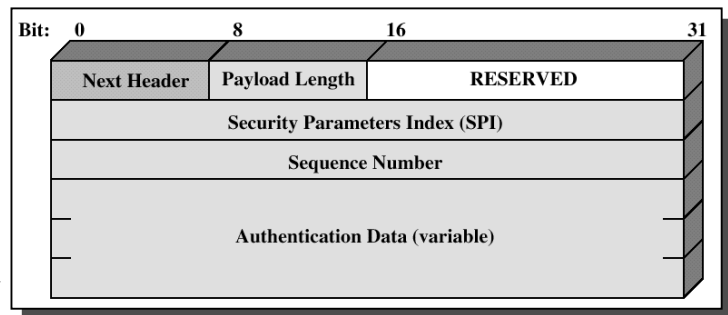 Bit: 0 8 16 31
Next Header Payload Length RESERVED
Security Parameters Index (SPI)
Sequence Number
Authentication Data (variable)